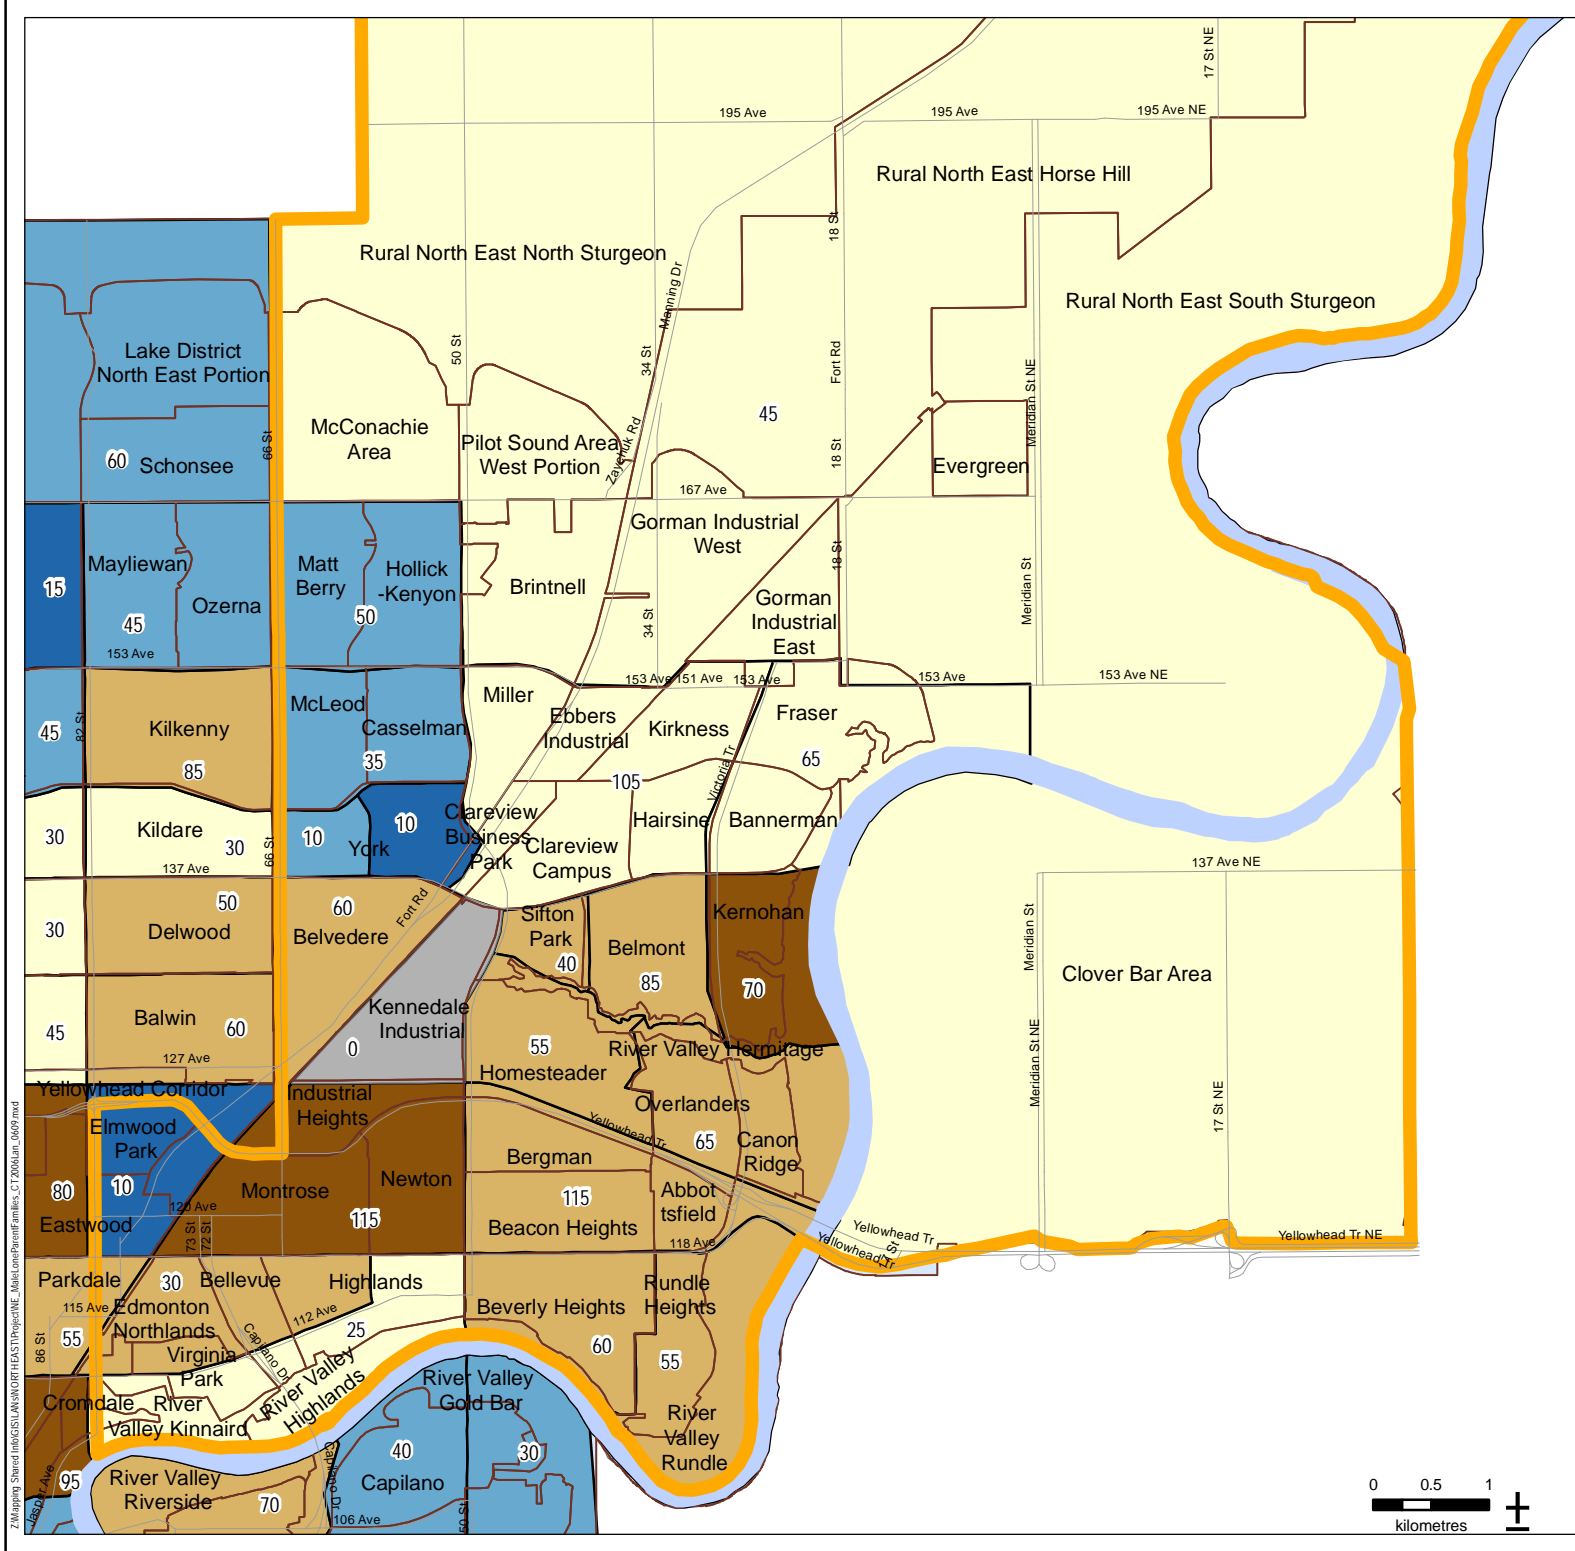 17 St NE
195 Ave
195 Ave
195 Ave NE
Rural North East Horse Hill
18 St
Rural North East North Sturgeon
Manning Dr
Rural North East South Sturgeon
50 St
34 St
Fort Rd
Lake District
North East Portion
Meridian St NE
45
McConachie
Area
Pilot Sound Area
West Portion
Zaychuk Rd
66 St
18 St
60
Schonsee
Evergreen
167 Ave
Gorman Industrial
West
18 St
15
Mayliewan
45
Ozerna
Matt
Berry
Hollick
-Kenyon
50
Brintnell
34 St
Gorman
Industrial
East
Meridian St
153 Ave
153 Ave
151 Ave
153 Ave
153 Ave
153 Ave NE
45
82 St
Kilkenny
85
McLeod
Casselman
35
Miller
Ebbers
Industrial
Kirkness
Fraser
65
105
Victoria Tr
30
Kildare
30
66 St
10
York
10
Clareview
Business
Park
Clareview
Campus
Hairsine
Bannerman
137 Ave
137 Ave NE
30
Delwood
50
60
Belvedere
Fort Rd
Sifton
Park
40
Belmont
85
Kernohan
70
Meridian St
Clover Bar Area
45
Balwin
60
127 Ave
Kennedale
Industrial
0
55
Homesteader
River Valley Hermitage
Meridian St NE
17 St NE
Yellowhead Corridor
Industrial
Heights
Overlanders
65
Yellowhead Tr
Elmwood
Park
10
80
Eastwood
120 Ave
73 St
72 St
Montrose
Newton
115
Bergman
115
Beacon Heights
Canon
Ridge
Abbot
tsfield
118 Ave
Yellowhead Tr
Yellowhead Tr
17 St
Yellowhead Tr NE
Parkdale
30
Bellevue
Highlands
115 Ave
Edmonton
Northlands
112 Ave
25
86 St
55
Virginia
Park
Capilano Dr
Beverly Heights
60
Rundle
Heights
55
Cromdale
River
Valley Kinnaird
River Valley
Highlands
River Valley
Gold Bar
River
Valley
Rundle
95
Jasper Ave
River Valley
Riverside
70
Capilano Dr
40
Capilano
30
106 Ave
50 St
0 0.5 1
kilometres